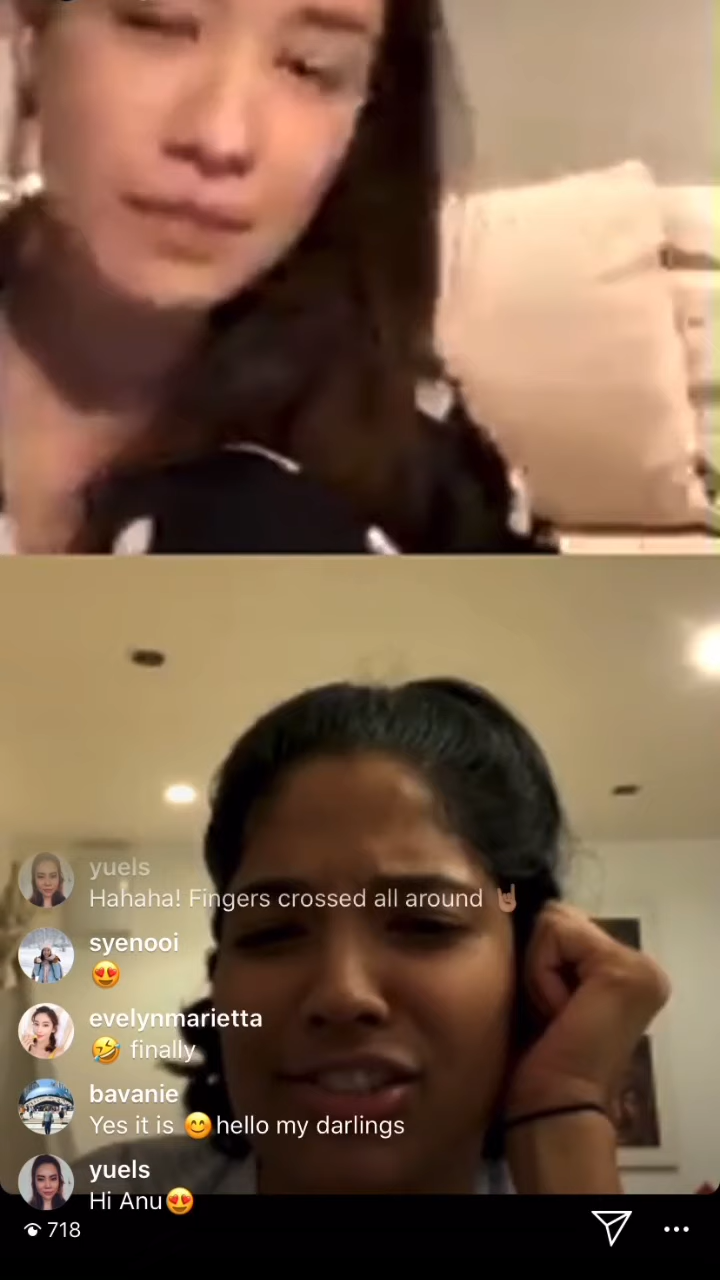 yuels
Hahaha! Fingers crossed all around 🤘🏽
syenooi
😍
evelynmarietta
🤣 finally
bavanie
Yes it is 😊hello my darlings
yuels
Hi Anu😍
718